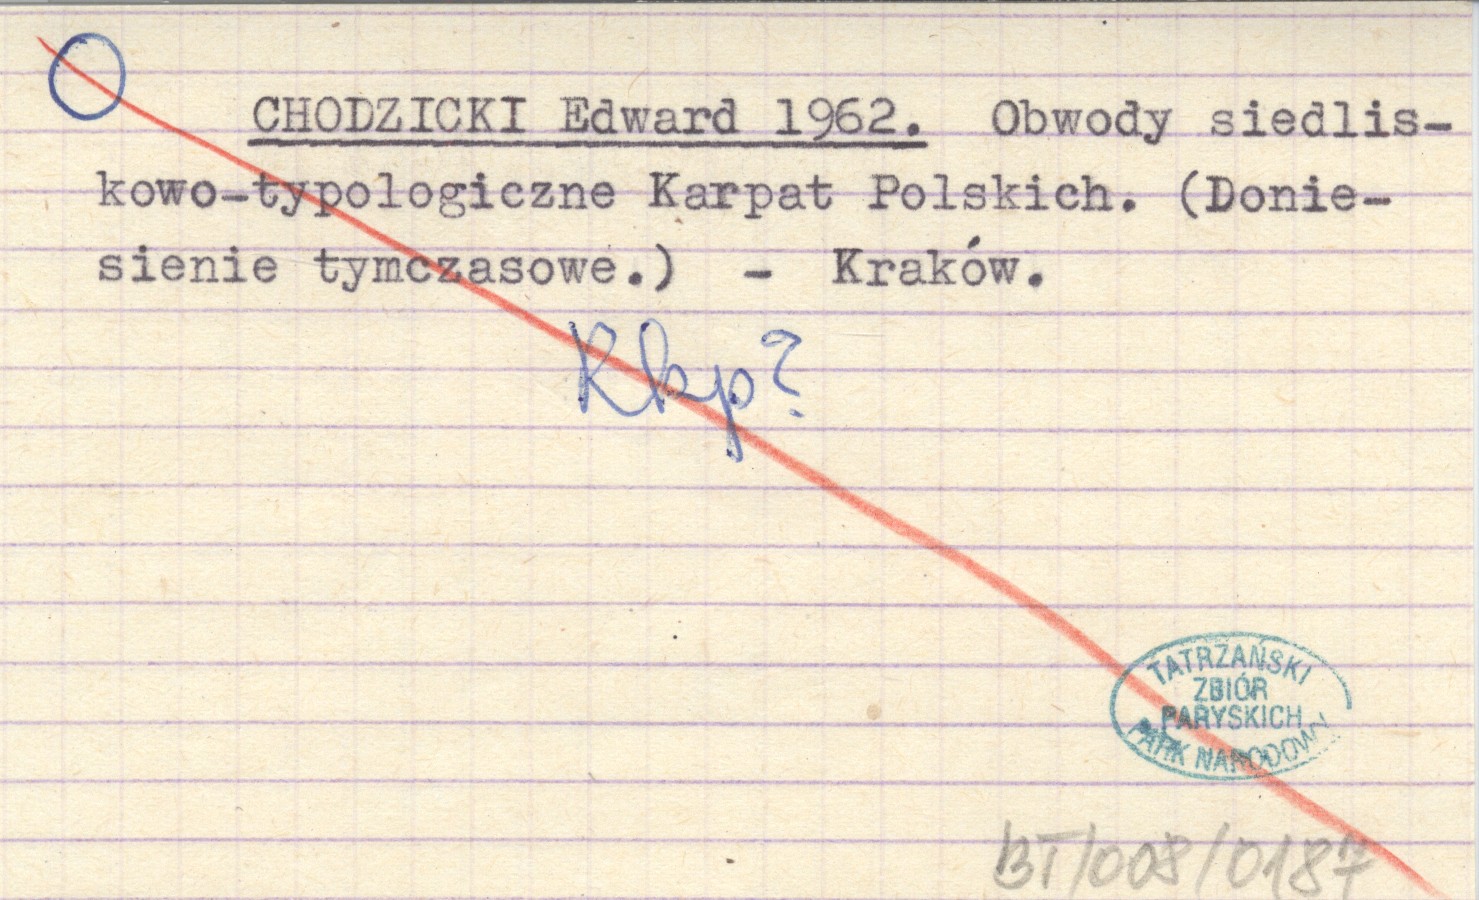 CHODZICKI Edward 1962. Obwody siedlis-
kowo-typologiczne Karpat Polskich. (Donie-
sienie tymczasowe.) - Kraków.
Rkp?
TATRZAŃSKI
ZBIÓR
PARYSKICH
PARK NARODOWY
BT/008/0187